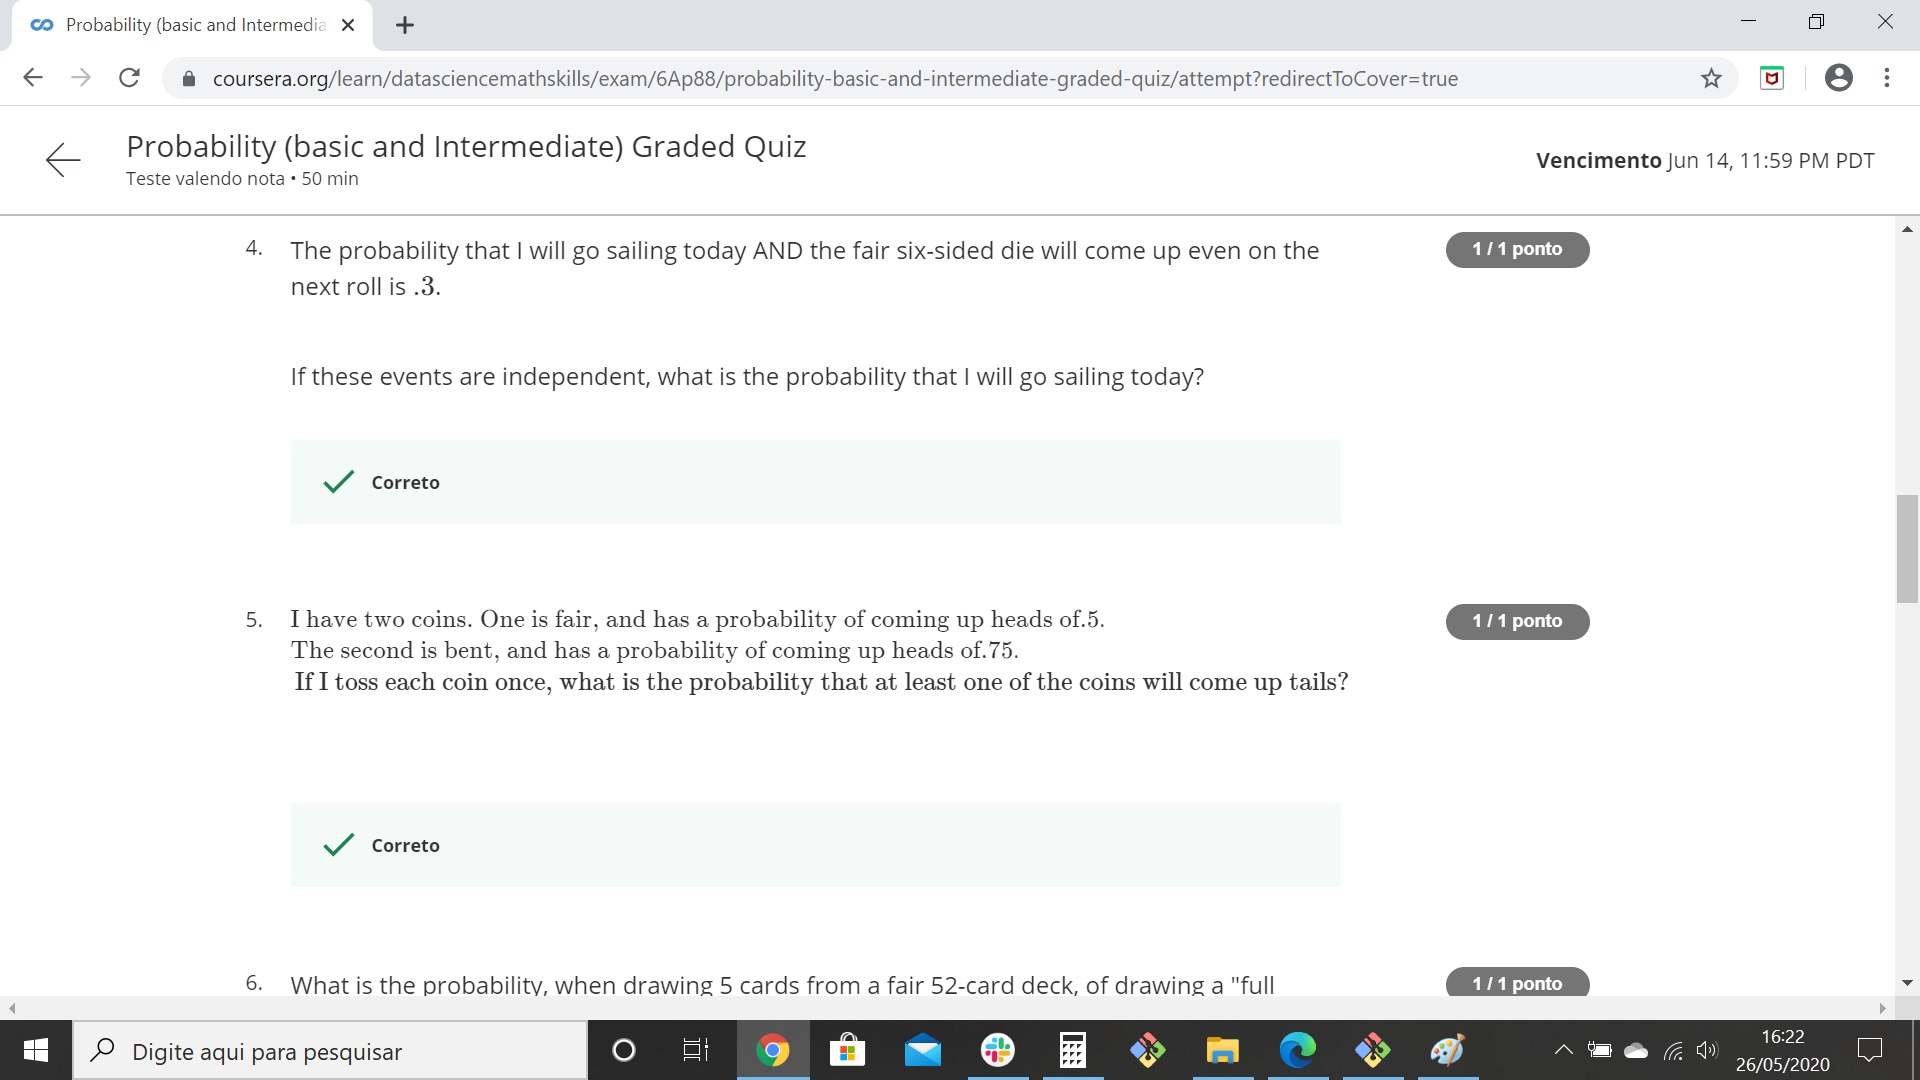 Probability (basic and Intermedia
coursera.org/learn/datasciencemathskills/exam/6Ap88/probability-basic-and-intermediate-graded-quiz/attempt?redirectToCover=true
Probability (basic and Intermediate) Graded Quiz
Teste valendo nota • 50 min
Vencimento Jun 14, 11:59 PM PDT
4. The probability that I will go sailing today AND the fair six-sided die will come up even on the
next roll is .3.
1 / 1 ponto
If these events are independent, what is the probability that I will go sailing today?
Correto
5. I have two coins. One is fair, and has a probability of coming up heads of.5.
The second is bent, and has a probability of coming up heads of.75.
If I toss each coin once, what is the probability that at least one of the coins will come up tails?
1 / 1 ponto
Correto
6. What is the probability, when drawing 5 cards from a fair 52-card deck, of drawing a "full
1 / 1 ponto
Digite aqui para pesquisar
16:22
26/05/2020